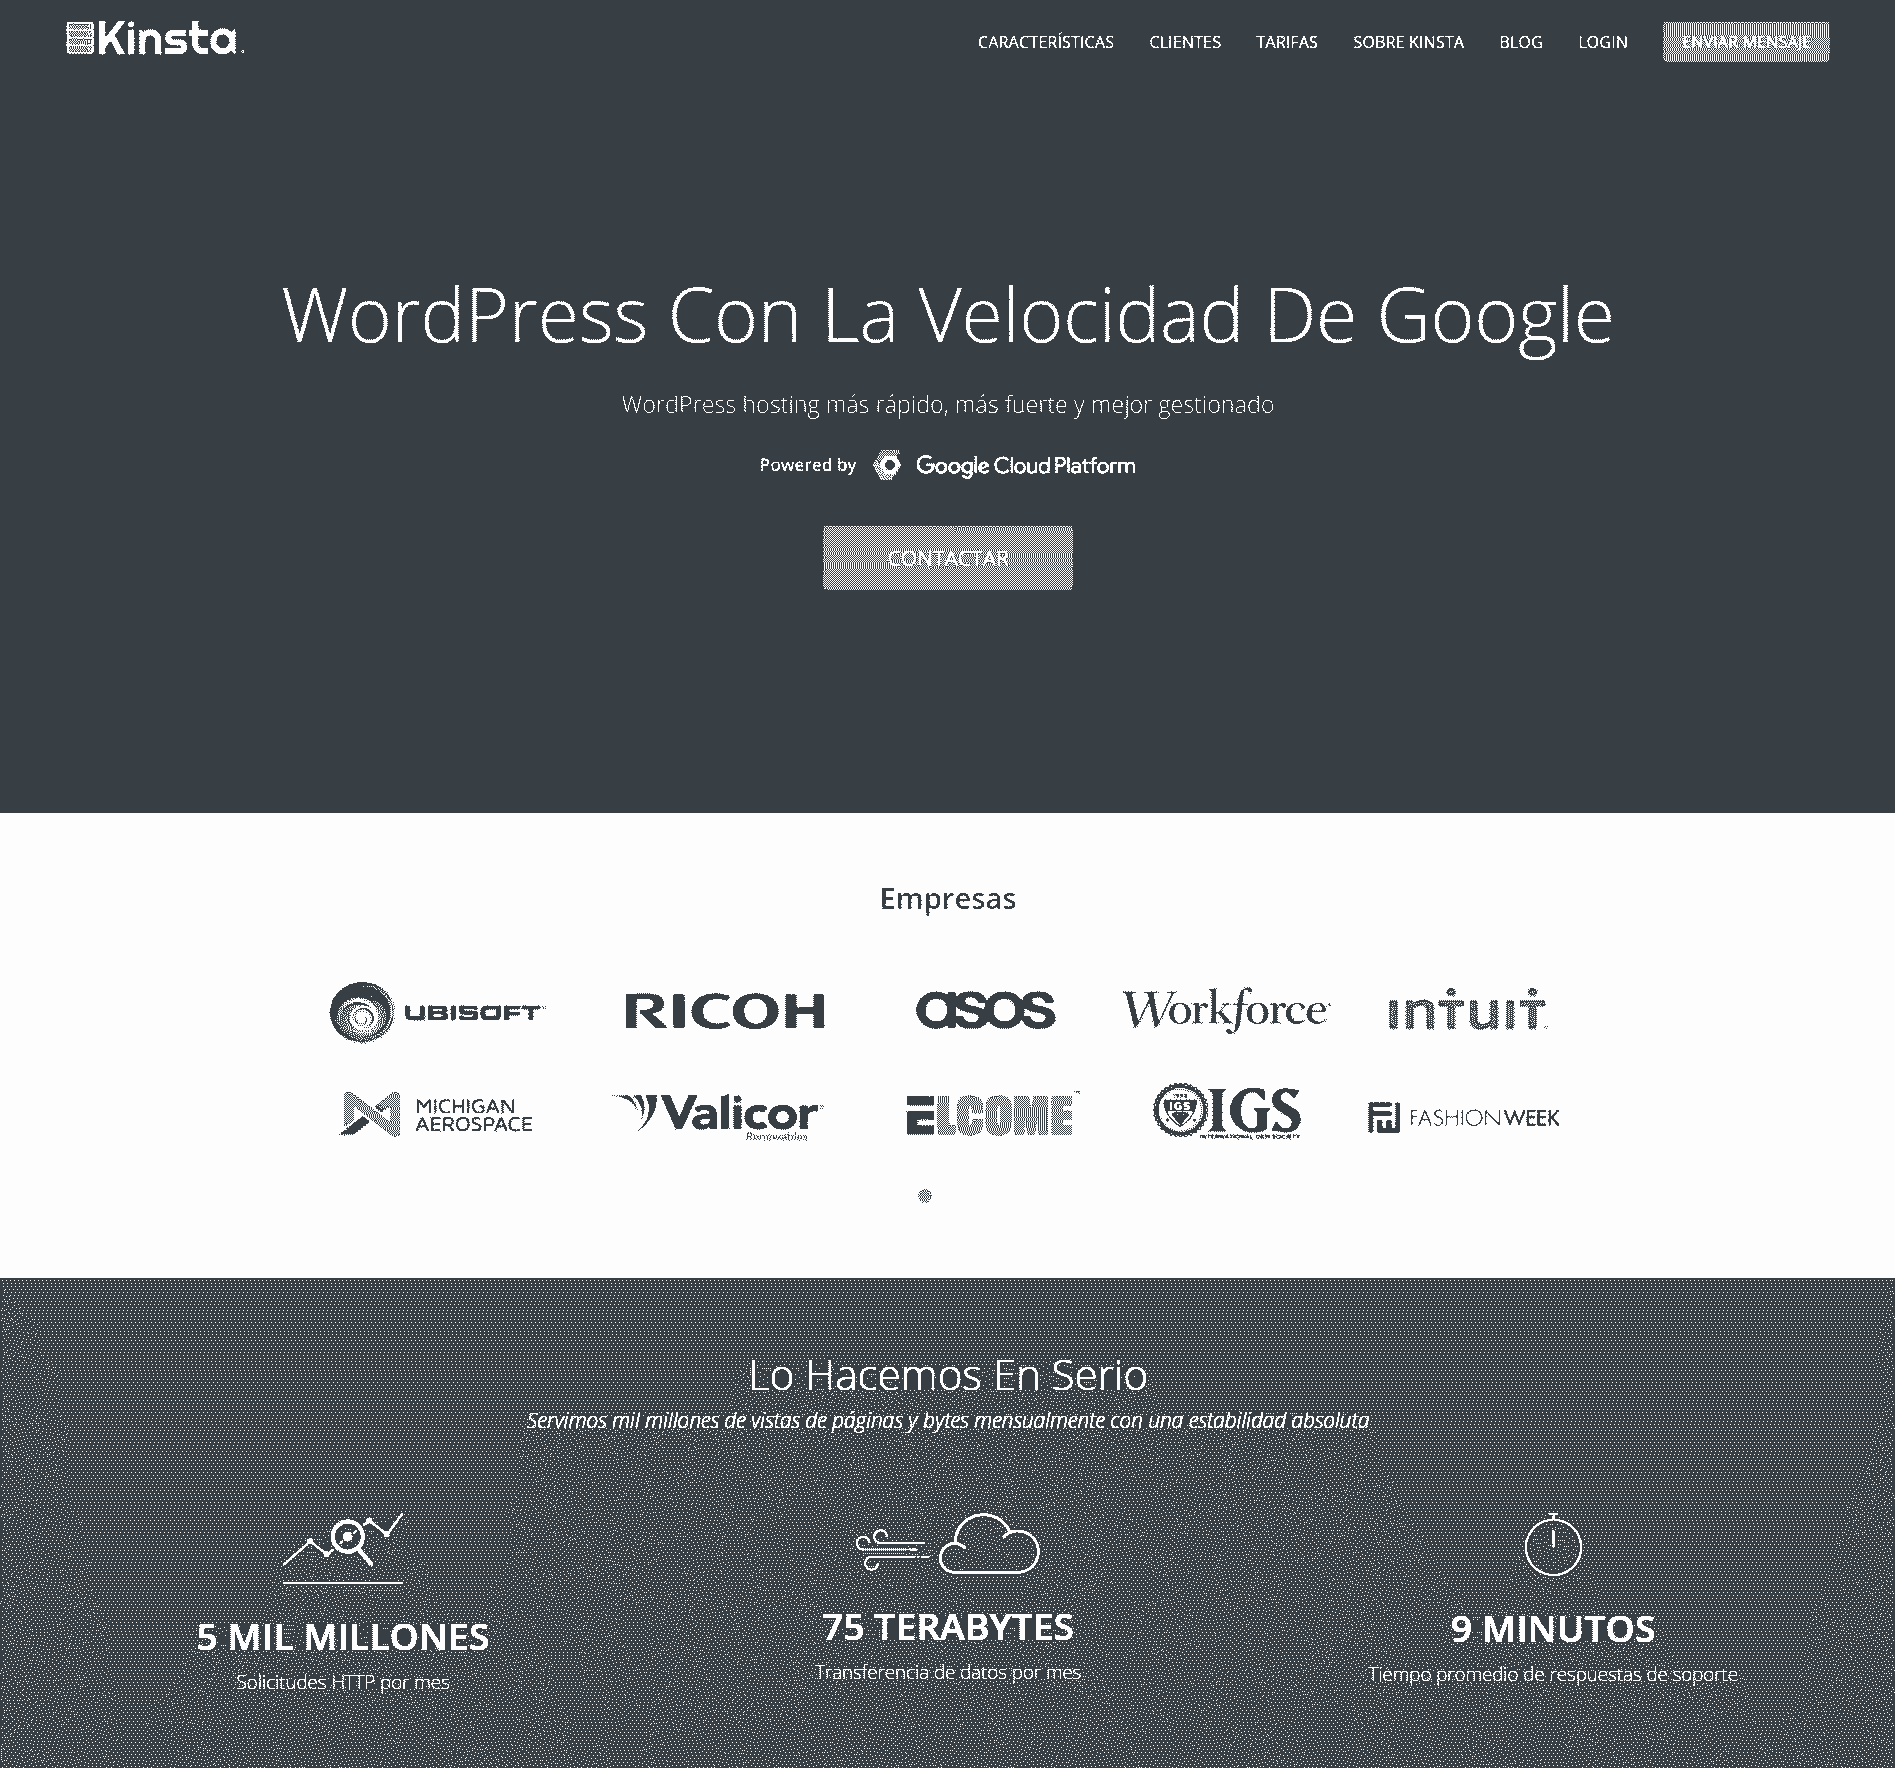 Kinsta
CARACTERÍSTICAS CLIENTES TARIFAS SOBRE KINSTA BLOG LOGIN ENVIAR MENSAJE
WordPress Con La Velocidad De Google
WordPress hosting más rápido, más fuerte y mejor gestionado
Powered by Google Cloud Platform
CONTACTAR
Empresas
UBISOFT RICOH asos Workforce intuit
MICHIGAN AEROSPACE Valicor Renewables ELCOME IGS FASHIONWEEK
Lo Hacemos En Serio
Servimos mil millones de vistas de páginas y bytes mensualmente con una estabilidad absoluta
5 MIL MILLONES 75 TERABYTES 9 MINUTOS
Solicitudes HTTP por mes Transferencia de datos por mes Tiempo promedio de respuestas de soporte